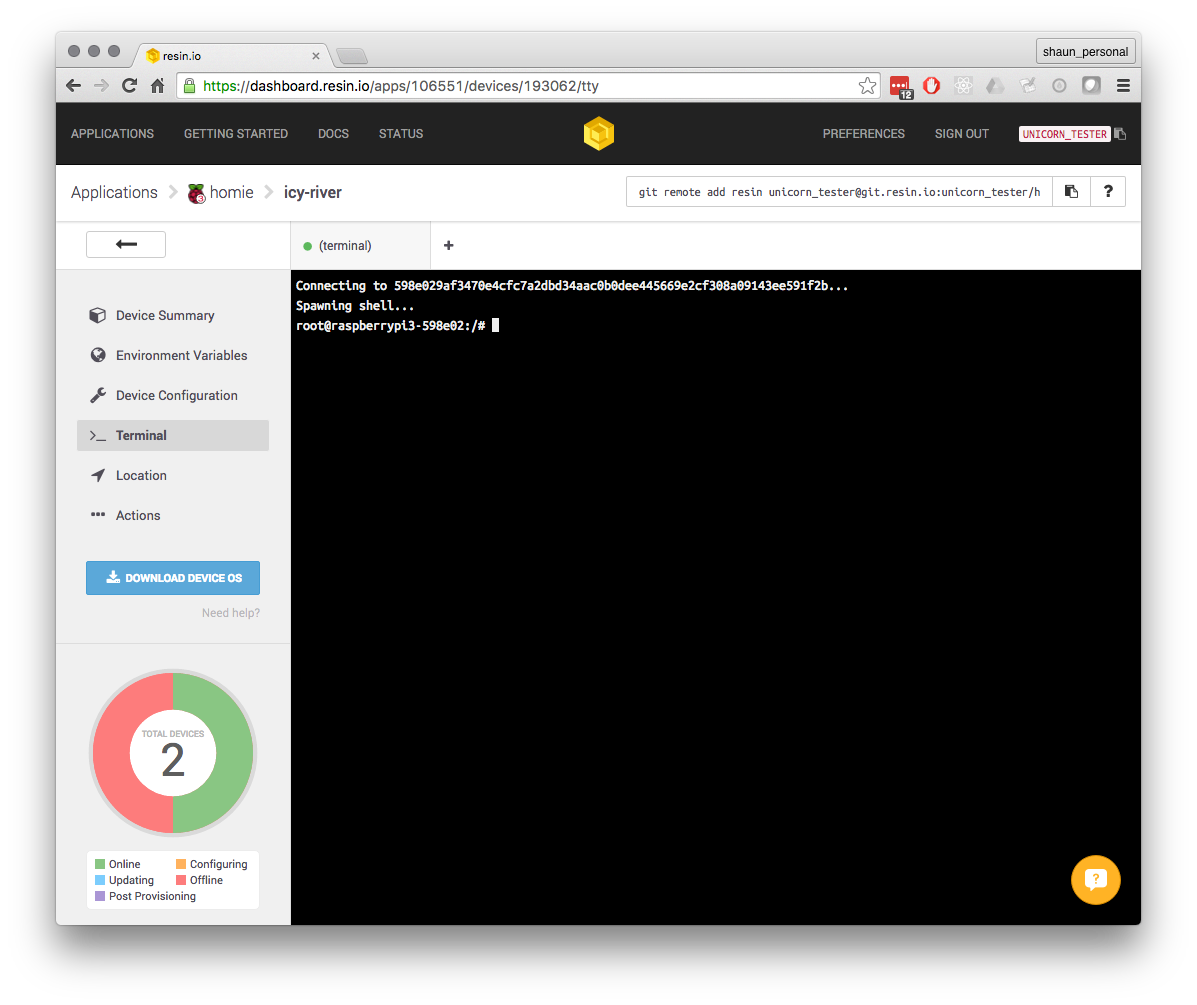 resin.io
shaun_personal
https://dashboard.resin.io/apps/106551/devices/193062/tty
12
APPLICATIONS GETTING STARTED DOCS STATUS PREFERENCES SIGN OUT UNICORN_TESTER
Applications homie icy-river
3
git remote add resin unicorn_tester@git.resin.io:unicorn_tester/h ?
(terminal) +
Connecting to 598e029af3470e4cfc7a2dbd34aac0b0dee445669e2cf308a09143ee591f2b...
Spawning shell...
root@raspberrypi3-598e02:/#
Device Summary
Environment Variables
Device Configuration
>_ Terminal
Location
Actions
DOWNLOAD DEVICE OS
Need help?
TOTAL DEVICES
2
Online Configuring
Updating Offline
Post Provisioning
?